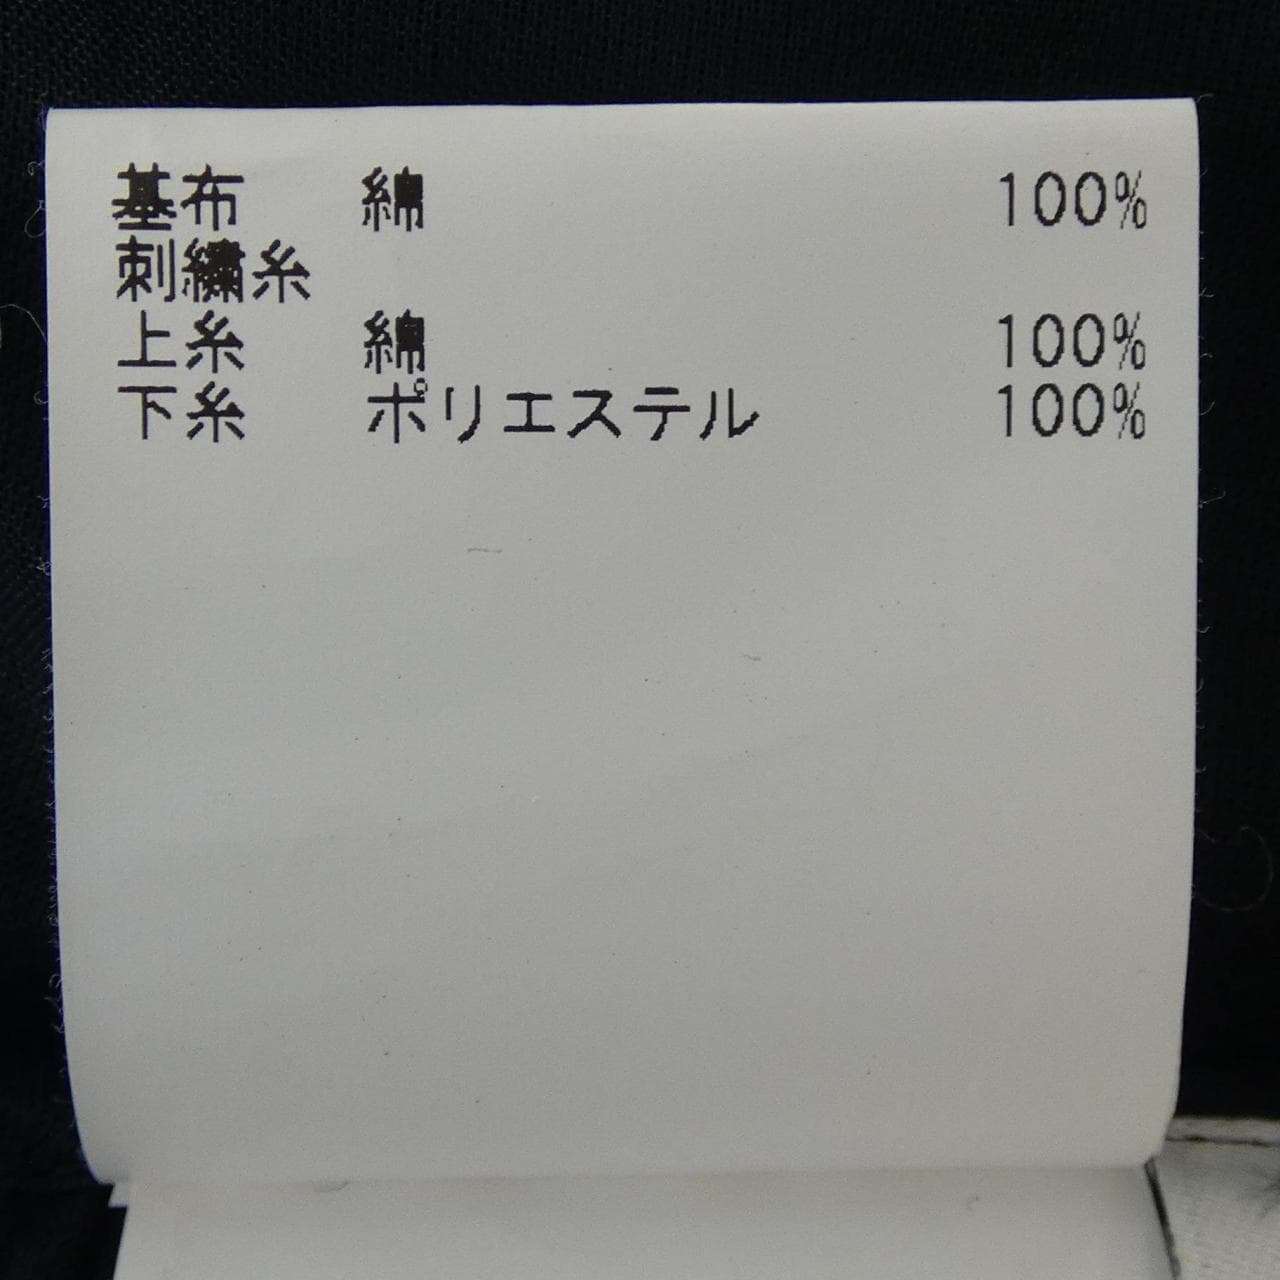 基布 綿 100%
刺繍糸
上糸 綿 100%
下糸 ポリエステル 100%